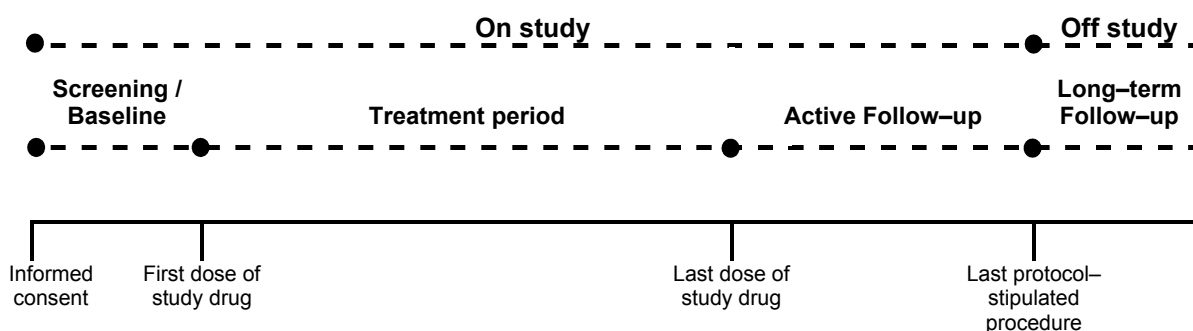 On study
Off study
Screening /
Baseline
Treatment period
Active Follow–up
Long–term
Follow–up
Informed
consent
First dose of
study drug
Last dose of
study drug
Last protocol–
stipulated
procedure